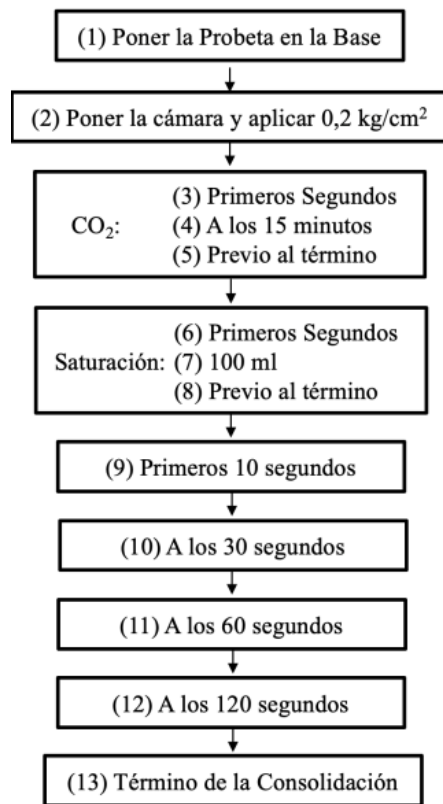 (1) Poner la Probeta en la Base
(2) Poner la cámara y aplicar 0,2 kg/cm²
(3) Primeros Segundos
CO₂: (4) A los 15 minutos
(5) Previo al término
(6) Primeros Segundos
Saturación: (7) 100 ml
(8) Previo al término
(9) Primeros 10 segundos
(10) A los 30 segundos
(11) A los 60 segundos
(12) A los 120 segundos
(13) Término de la Consolidación